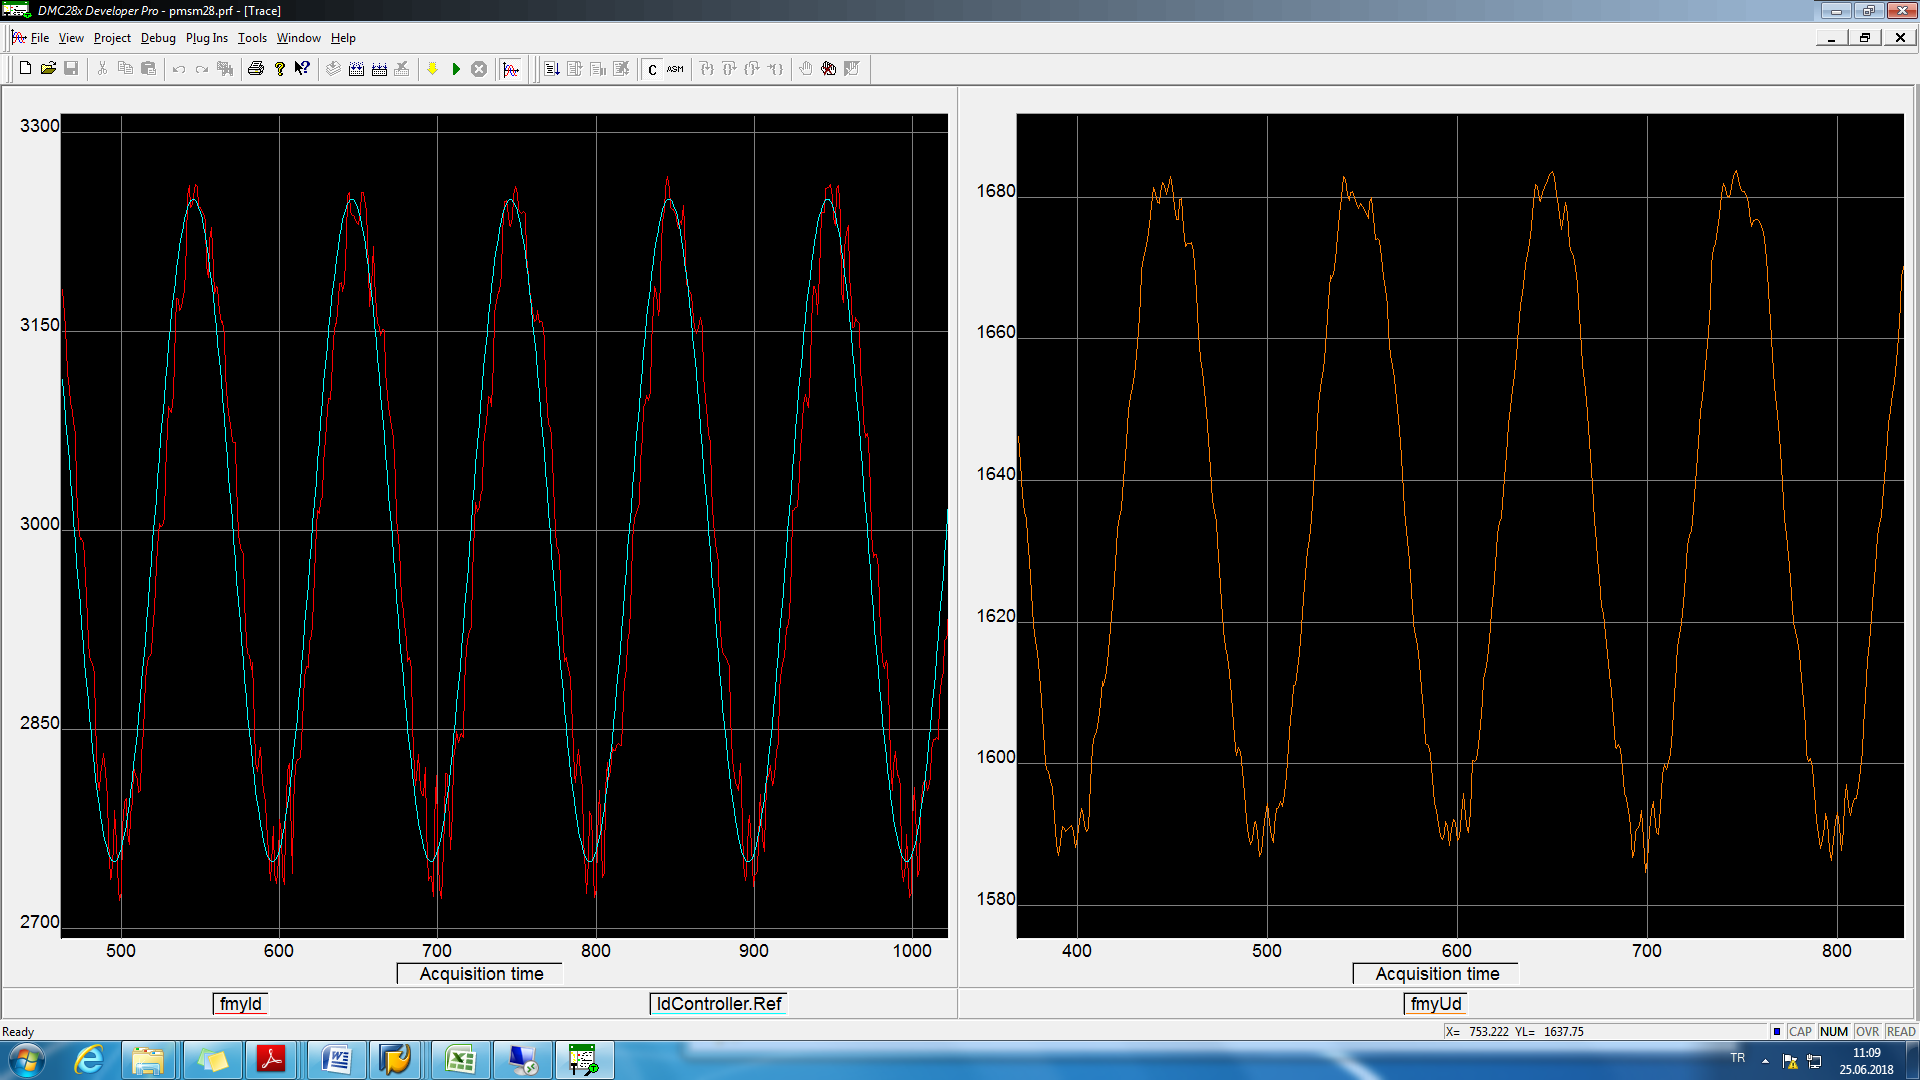 DMC28x Developer Pro - pmsm28.prf - [Trace]
File View Project Debug Plug Ins Tools Window Help
C ASM
3300
3150
3000
2850
2700
500 600 700 800 900 1000
Acquisition time
fmyId IdController.Ref
1680
1660
1640
1620
1600
1580
400 500 600 700 800
Acquisition time
fmyUd
Ready X= 753.222 YL= 1637.75 CAP NUM OVR READ
TR 11:09
25.06.2018